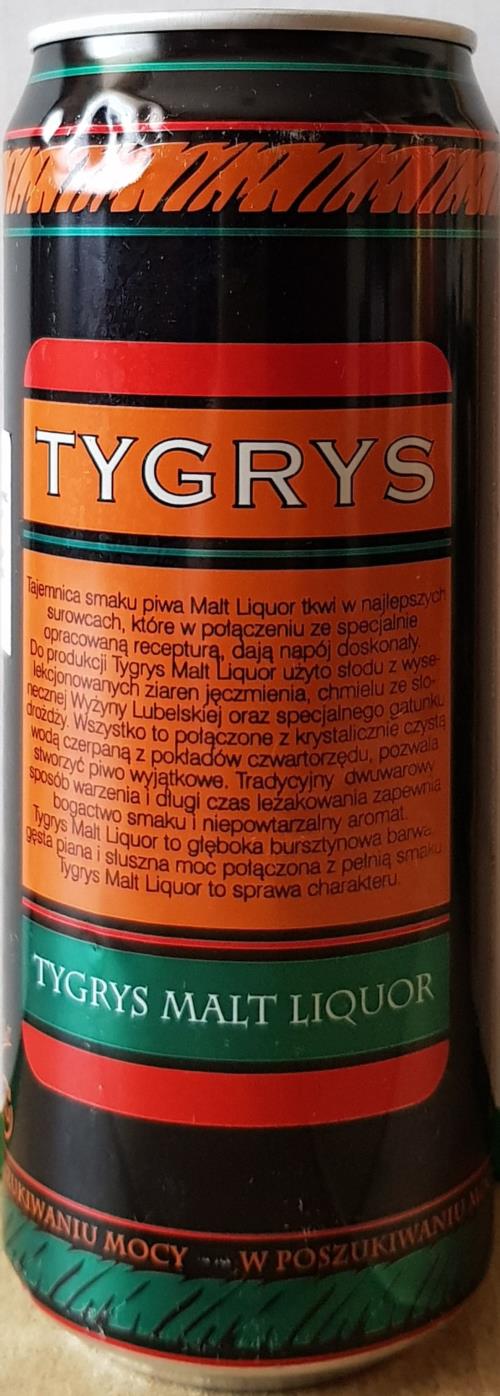 TYGRYS
Tajemnica smaku piwa Malt Liquor tkwi w najlepszych
surowcach, które w połączeniu ze specjalnie
opracowaną recepturą, dają napój doskonały.
Do produkcji Tygrys Malt Liquor użyto słodu z wyse-
lekcjonowanych ziaren jęczmienia, chmielu ze sło-
necznej Wyżyny Lubelskiej oraz specjalnego gatunku
drożdży. Wszystko to połączone z krystalicznie czystą
wodą czerpaną z pokładów czwartorzędu, pozwala
stworzyć piwo wyjątkowe. Tradycyjny dwuwarowy
sposób warzenia i długi czas leżakowania zapewnia
bogactwo smaku i niepowtarzalny aromat.
Tygrys Malt Liquor to głęboka bursztynowa barwa,
gęsta piana i słuszna moc połączona z pełnią smaku.
Tygrys Malt Liquor to sprawa charakteru.
TYGRYS MALT LIQUOR
ZUKIWANIU MOCY W POSZUKIWANIU